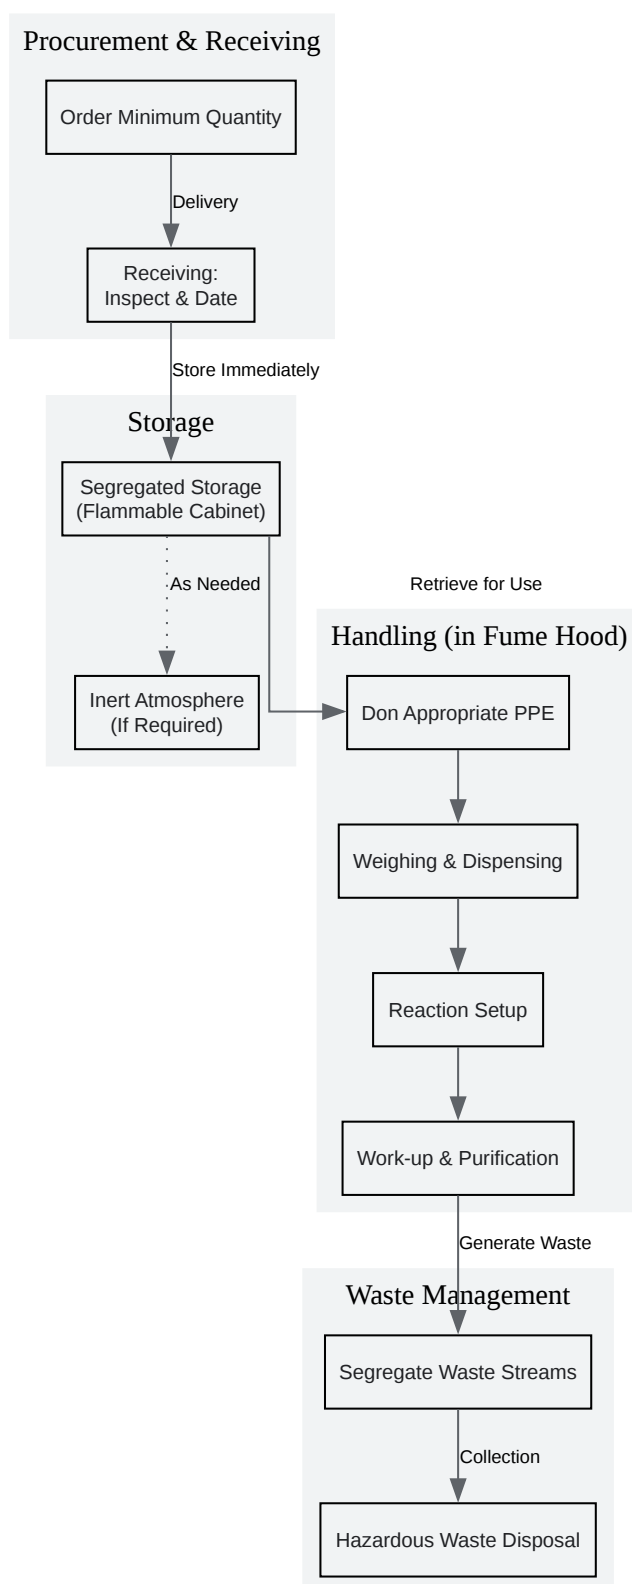 Procurement & Receiving
Order Minimum Quantity
Delivery
Receiving:
Inspect & Date
Store Immediately
Storage
Segregated Storage
(Flammable Cabinet)
As Needed
Retrieve for Use
Handling (in Fume Hood)
Inert Atmosphere
(If Required)
Don Appropriate PPE
Weighing & Dispensing
Reaction Setup
Work-up & Purification
Generate Waste
Waste Management
Segregate Waste Streams
Collection
Hazardous Waste Disposal